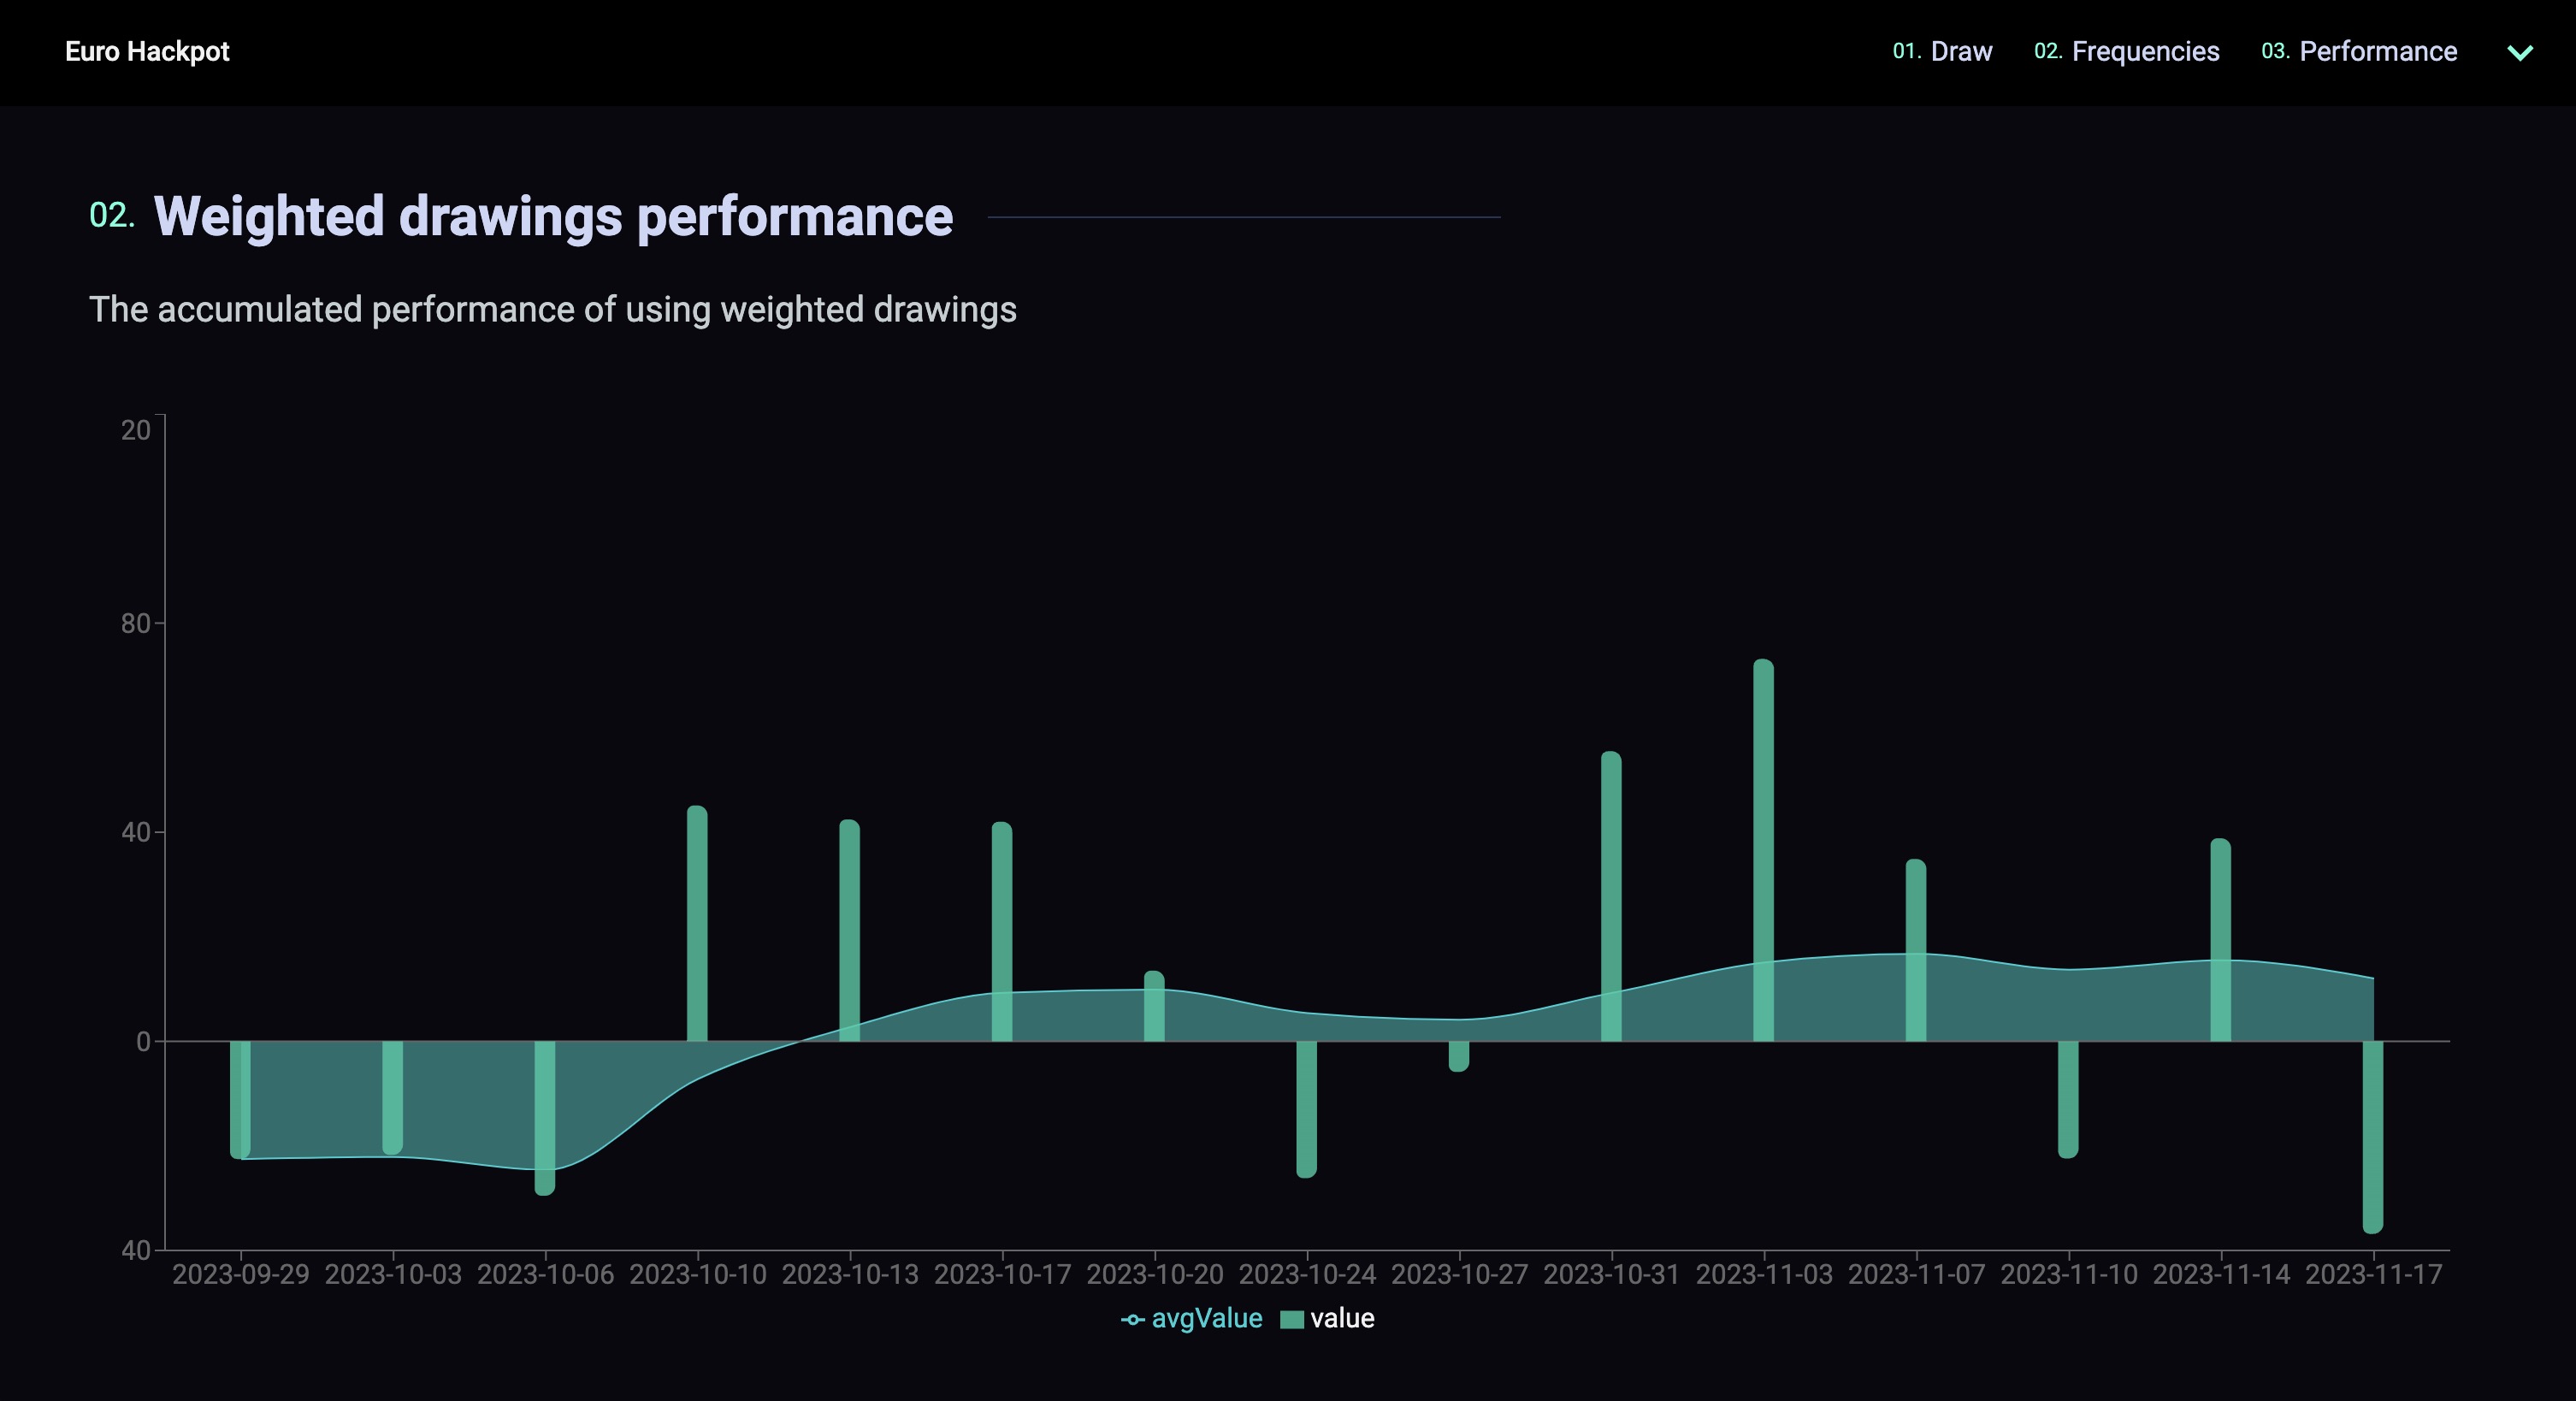 Euro Hackpot
01. Draw 02. Frequencies 03. Performance
02. Weighted drawings performance
The accumulated performance of using weighted drawings
20
80
40
0
40
2023-09-29 2023-10-03 2023-10-06 2023-10-10 2023-10-13 2023-10-17 2023-10-20 2023-10-24 2023-10-27 2023-10-31 2023-11-03 2023-11-07 2023-11-10 2023-11-14 2023-11-17
avgValue value